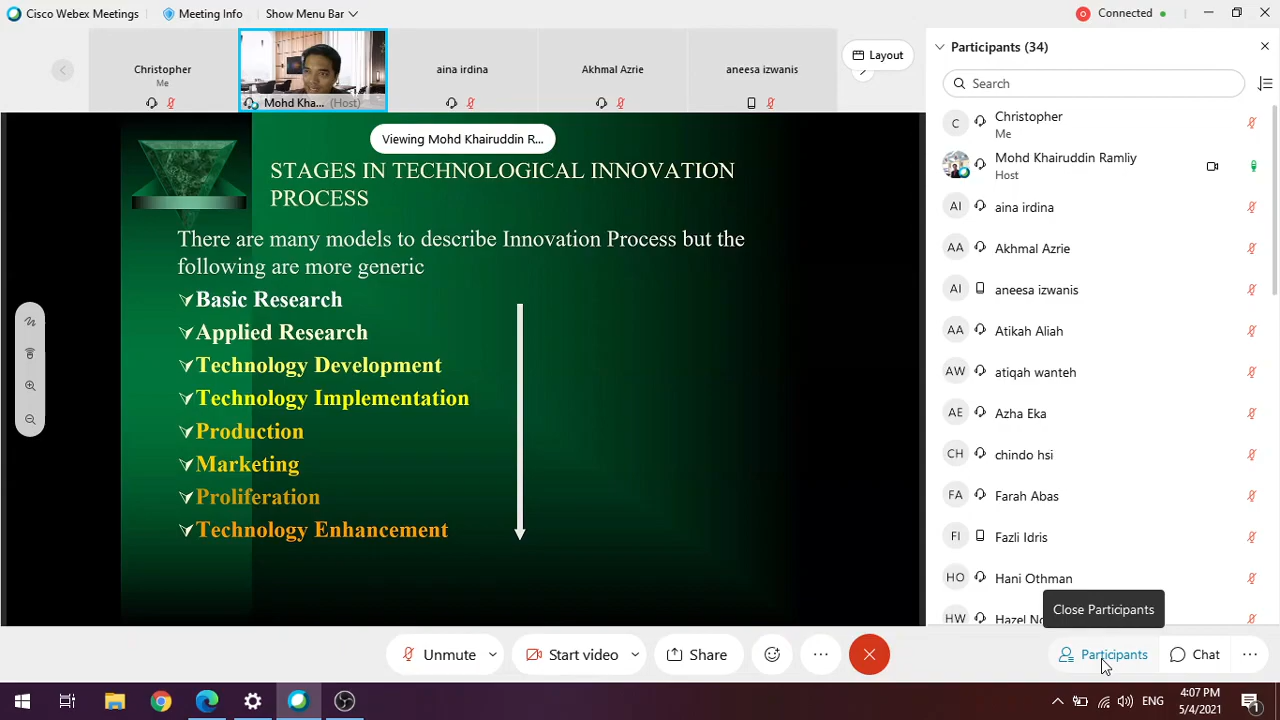 Cisco Webex Meetings
Meeting Info
Show Menu Bar
Connected
Christopher
Me
Mohd Kha... (Host)
aina irdina
Akhmal Azrie
aneesa izwanis
Layout
Viewing Mohd Khairuddin R...
STAGES IN TECHNOLOGICAL INNOVATION
PROCESS
There are many models to describe Innovation Process but the
following are more generic
Basic Research
Applied Research
Technology Development
Technology Implementation
Production
Marketing
Proliferation
Technology Enhancement
Participants (34)
Search
C Christopher
Me
Mohd Khairuddin Ramliy
Host
AI aina irdina
AA Akhmal Azrie
AI aneesa izwanis
AA Atikah Aliah
AW atiqah wanteh
AE Azha Eka
CH chindo hsi
FA Farah Abas
FI Fazli Idris
HO Hani Othman
HW Hazel
Close Participants
Unmute
Start video
Share
Participants
Chat
ENG
4:07 PM
5/4/2021
1